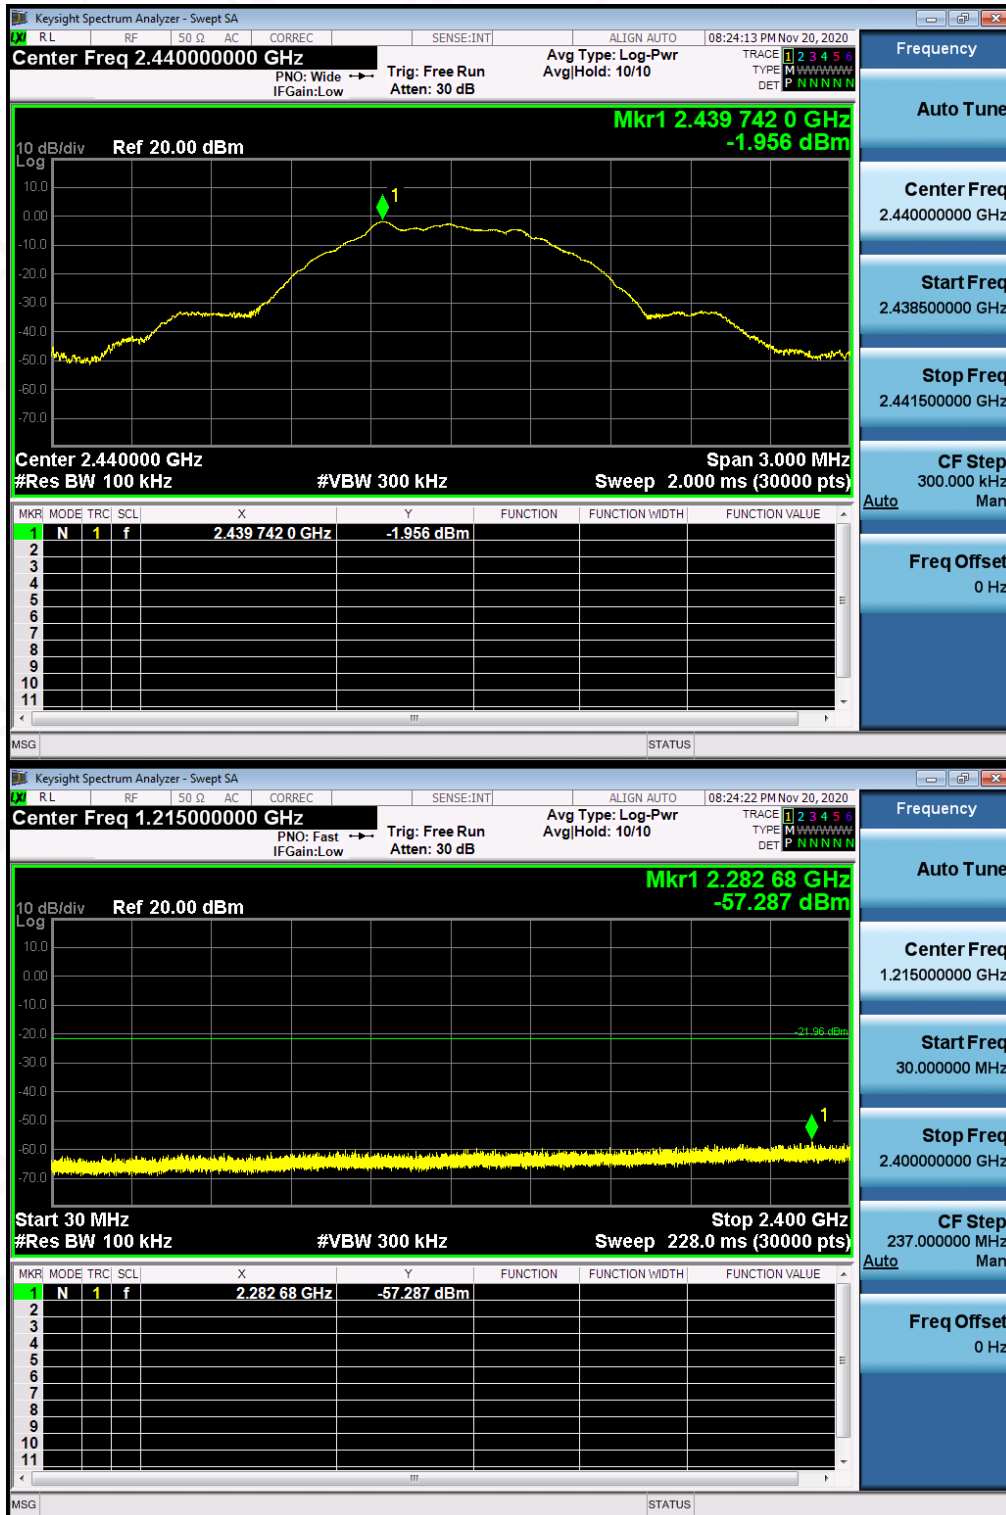 Keysight Spectrum Analyzer - Swept SA
LXI RL RF 50 Ω AC CORREC SENSE:INT ALIGN AUTO 08:24:13 PM Nov 20, 2020
Center Freq 2.440000000 GHz
PNO: Wide
IFGain:Low
Trig: Free Run
Atten: 30 dB
Avg Type: Log-Pwr
Avg|Hold: 10/10
TRACE 1 2 3 4 5 6
TYPE M WWWWW
DET P N N N N N
Mkr1 2.439 742 0 GHz
-1.956 dBm
10 dB/div Ref 20.00 dBm
Log
10.0
0.00
-10.0
-20.0
-30.0
-40.0
-50.0
-60.0
-70.0
1
Center 2.440000 GHz Span 3.000 MHz
#Res BW 100 kHz #VBW 300 kHz Sweep 2.000 ms (30000 pts)
MKR MODE TRC SCL X Y FUNCTION FUNCTION WIDTH FUNCTION VALUE
1 N 1 f 2.439 742 0 GHz -1.956 dBm
2
3
4
5
6
7
8
9
10
11
MSG STATUS
Frequency
Auto Tune
Center Freq
2.440000000 GHz
Start Freq
2.438500000 GHz
Stop Freq
2.441500000 GHz
CF Step
300.000 kHz
Auto Man
Freq Offset
0 Hz
Keysight Spectrum Analyzer - Swept SA
LXI RL RF 50 Ω AC CORREC SENSE:INT ALIGN AUTO 08:24:22 PM Nov 20, 2020
Center Freq 1.215000000 GHz
PNO: Fast
IFGain:Low
Trig: Free Run
Atten: 30 dB
Avg Type: Log-Pwr
Avg|Hold: 10/10
TRACE 1 2 3 4 5 6
TYPE M WWWWW
DET P N N N N N
Mkr1 2.282 68 GHz
-57.287 dBm
10 dB/div Ref 20.00 dBm
Log
10.0
0.00
-10.0
-20.0
-30.0
-40.0
-50.0
-60.0
-70.0
-21.96 dBm
1
Start 30 MHz Stop 2.400 GHz
#Res BW 100 kHz #VBW 300 kHz Sweep 228.0 ms (30000 pts)
MKR MODE TRC SCL X Y FUNCTION FUNCTION WIDTH FUNCTION VALUE
1 N 1 f 2.282 68 GHz -57.287 dBm
2
3
4
5
6
7
8
9
10
11
MSG STATUS
Frequency
Auto Tune
Center Freq
1.215000000 GHz
Start Freq
30.000000 MHz
Stop Freq
2.400000000 GHz
CF Step
237.000000 MHz
Auto Man
Freq Offset
0 Hz